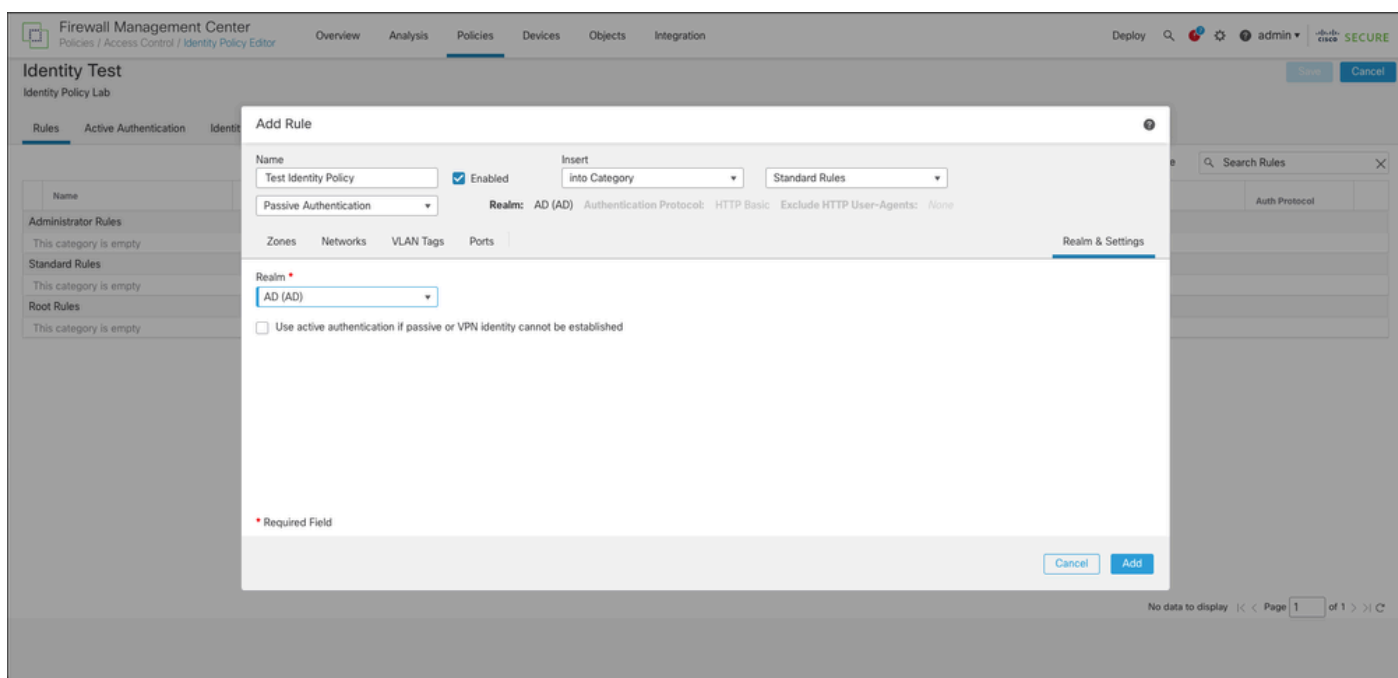 Firewall Management Center
Policies / Access Control / Identity Policy Editor
Overview Analysis Policies Devices Objects Integration
Deploy admin cisco SECURE
Identity Test
Identity Policy Lab
Save Cancel
Rules Active Authentication Identit
Add Rule
Name Insert
Test Identity Policy Enabled into Category Standard Rules
Passive Authentication Realm: AD (AD) Authentication Protocol: HTTP Basic Exclude HTTP User-Agents: None
Zones Networks VLAN Tags Ports Realm & Settings
Realm *
AD (AD)
Use active authentication if passive or VPN identity cannot be established
* Required Field
Cancel Add
e Search Rules
Name Auth Protocol
Administrator Rules
This category is empty
Standard Rules
This category is empty
Root Rules
This category is empty
No data to display Page 1 of 1